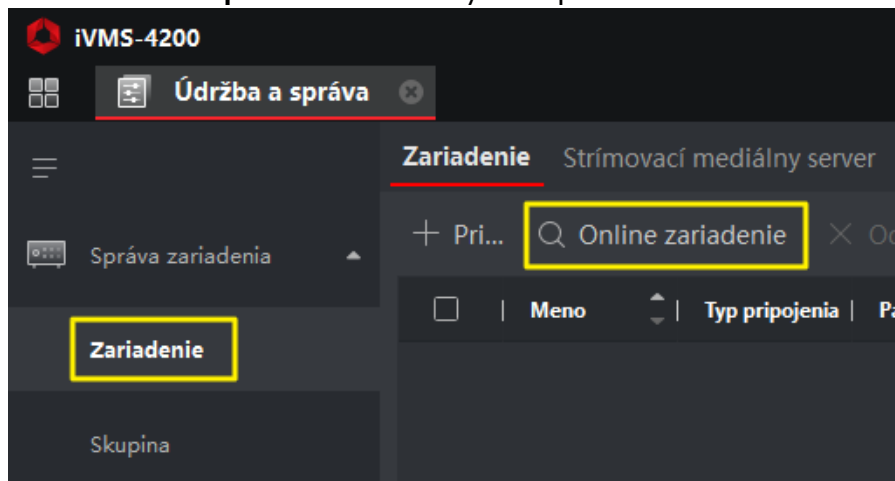 iVMS-4200
Údržba a správa
Zariadenie Strímovací mediálny server
Pri... Online zariadenie
Správa zariadenia
Meno Typ pripojenia
Zariadenie
Skupina